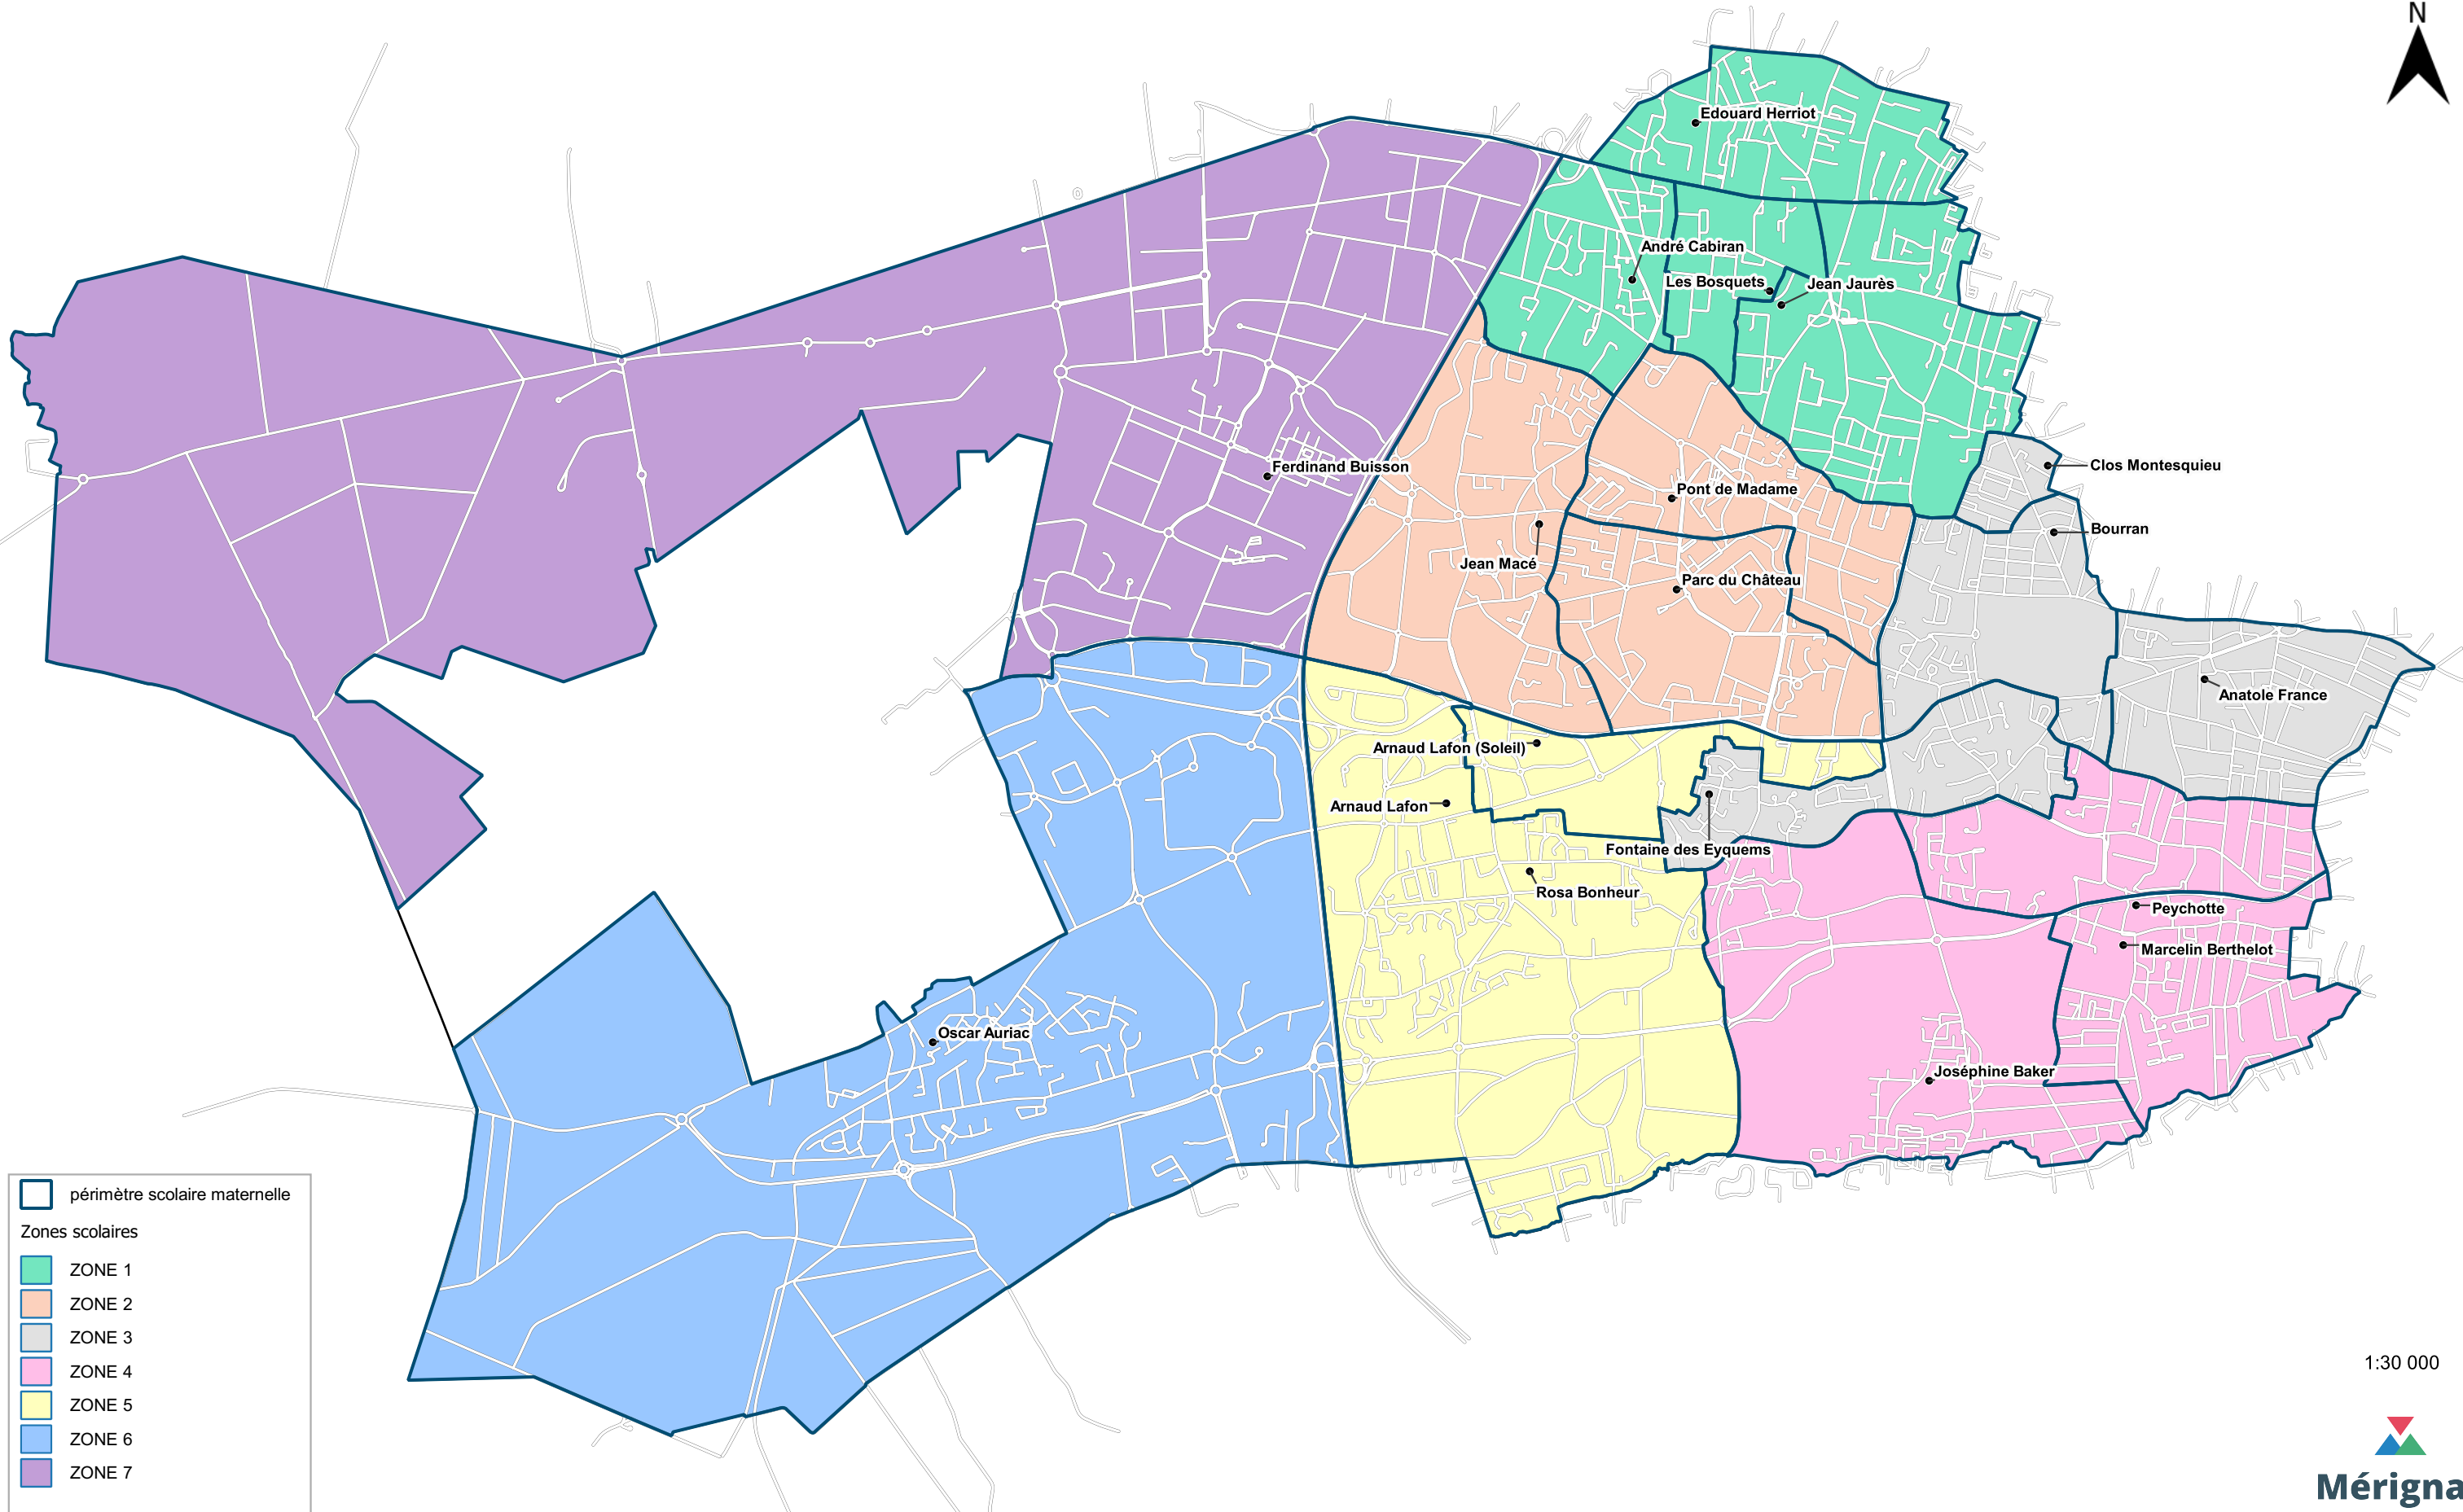 N
Edouard Herriot
André Cabiran
Les Bosquets
Jean Jaurès
Ferdinand Buisson
Clos Montesquieu
Pont de Madame
Bourran
Jean Macé
Parc du Château
Anatole France
Arnaud Lafon (Soleil)
Arnaud Lafon
Fontaine des Eyquems
Rosa Bonheur
Peychotte
Marcelin Berthelot
Oscar Auriac
Joséphine Baker
périmètre scolaire maternelle
Zones scolaires
ZONE 1
ZONE 2
ZONE 3
ZONE 4
ZONE 5
ZONE 6
ZONE 7
1:30 000
Mérigna